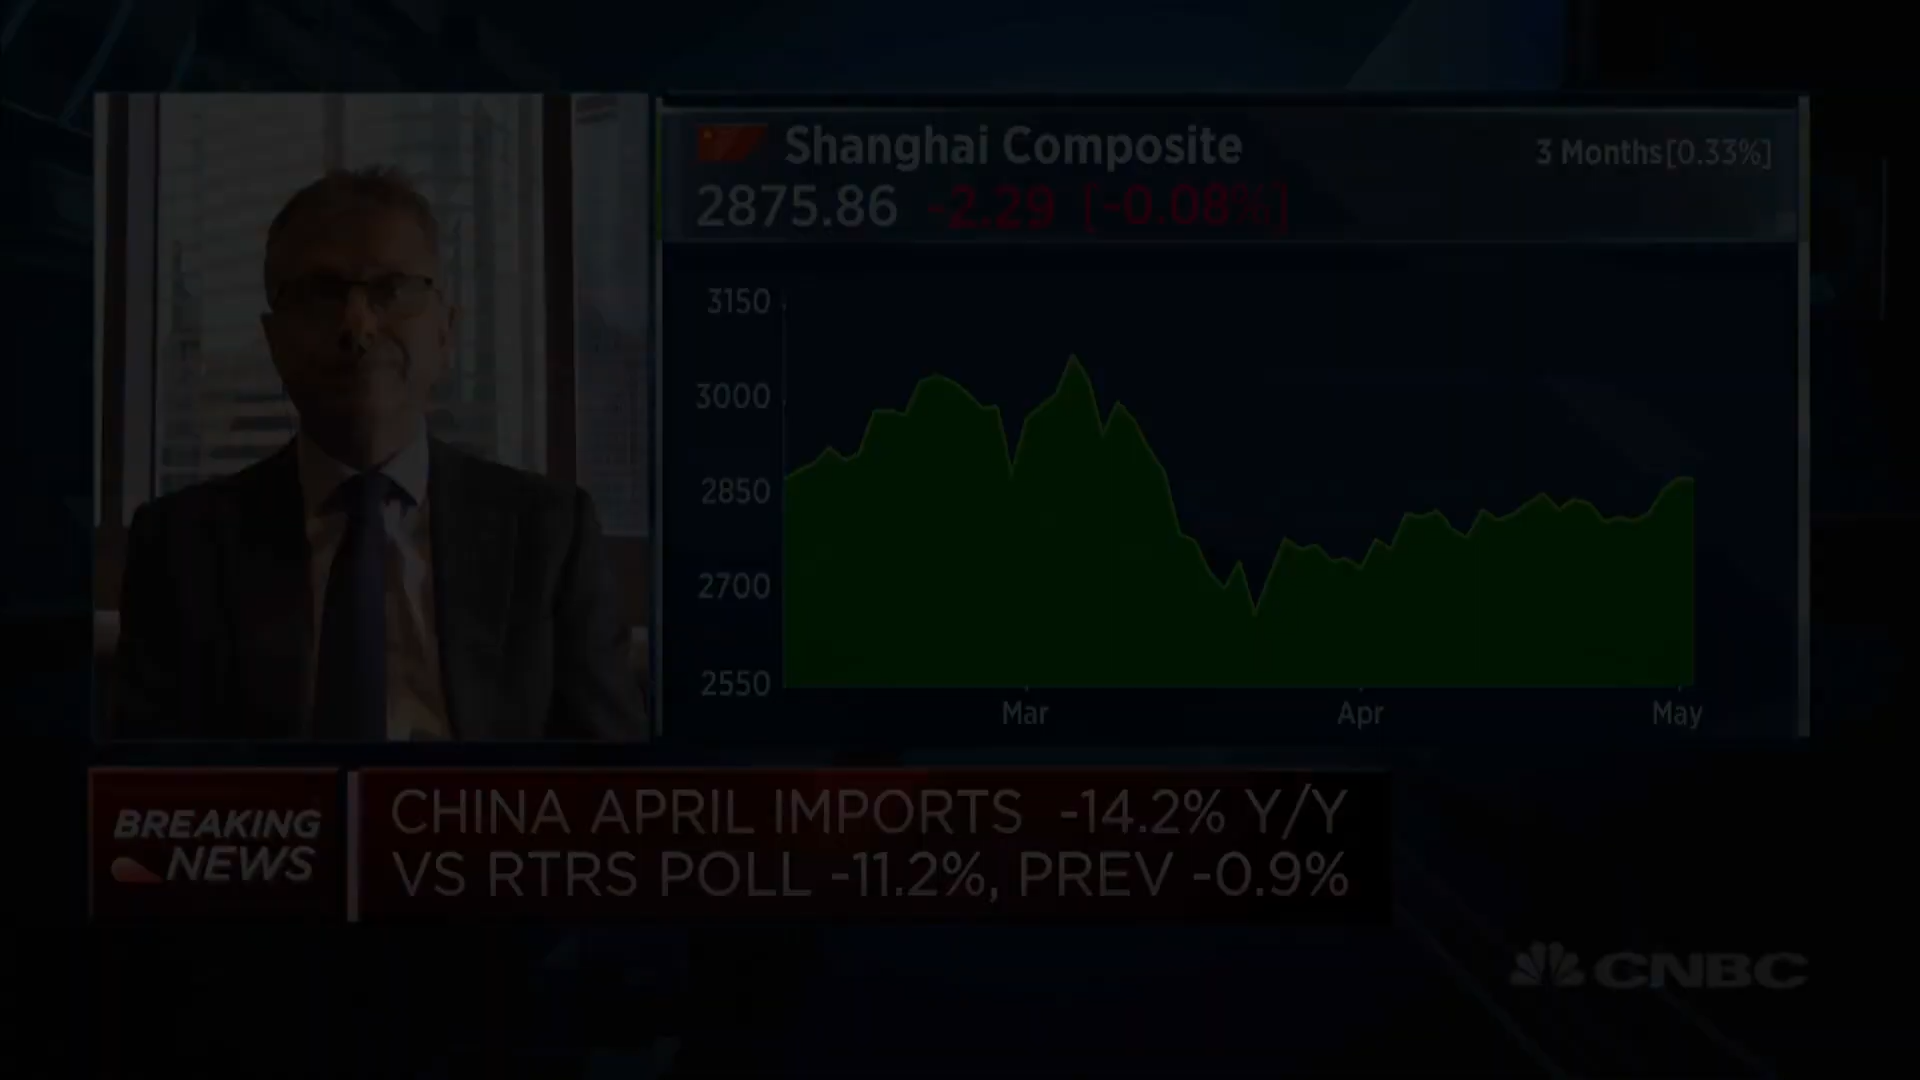 Shanghai Composite
3 Months[0.33%]
2875.86 -2.29 [-0.08%]
3150
3000
2850
2700
2550
Mar Apr May
BREAKING
NEWS
CHINA APRIL IMPORTS -14.2% Y/Y
VS RTRS POLL -11.2%, PREV -0.9%
CNBC